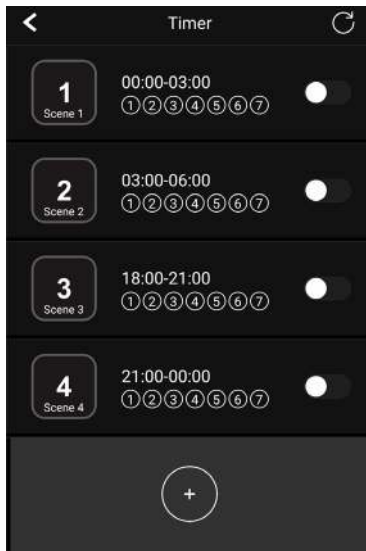 Timer
1
Scene 1
00:00-03:00
①②③④⑤⑥⑦
2
Scene 2
03:00-06:00
①②③④⑤⑥⑦
3
Scene 3
18:00-21:00
①②③④⑤⑥⑦
4
Scene 4
21:00-00:00
①②③④⑤⑥⑦
+